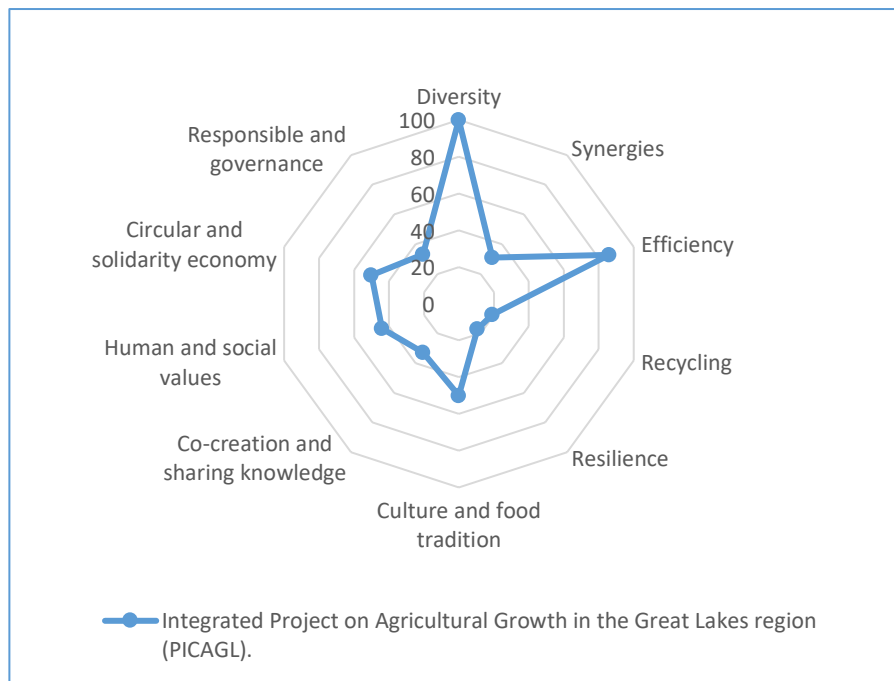 Diversity
100
80
60
40
20
0
Synergies
Efficiency
Recycling
Resilience
Culture and food
tradition
Co-creation and
sharing knowledge
Human and social
values
Circular and
solidarity economy
Responsible and
governance
Integrated Project on Agricultural Growth in the Great Lakes region
(PICAGL).